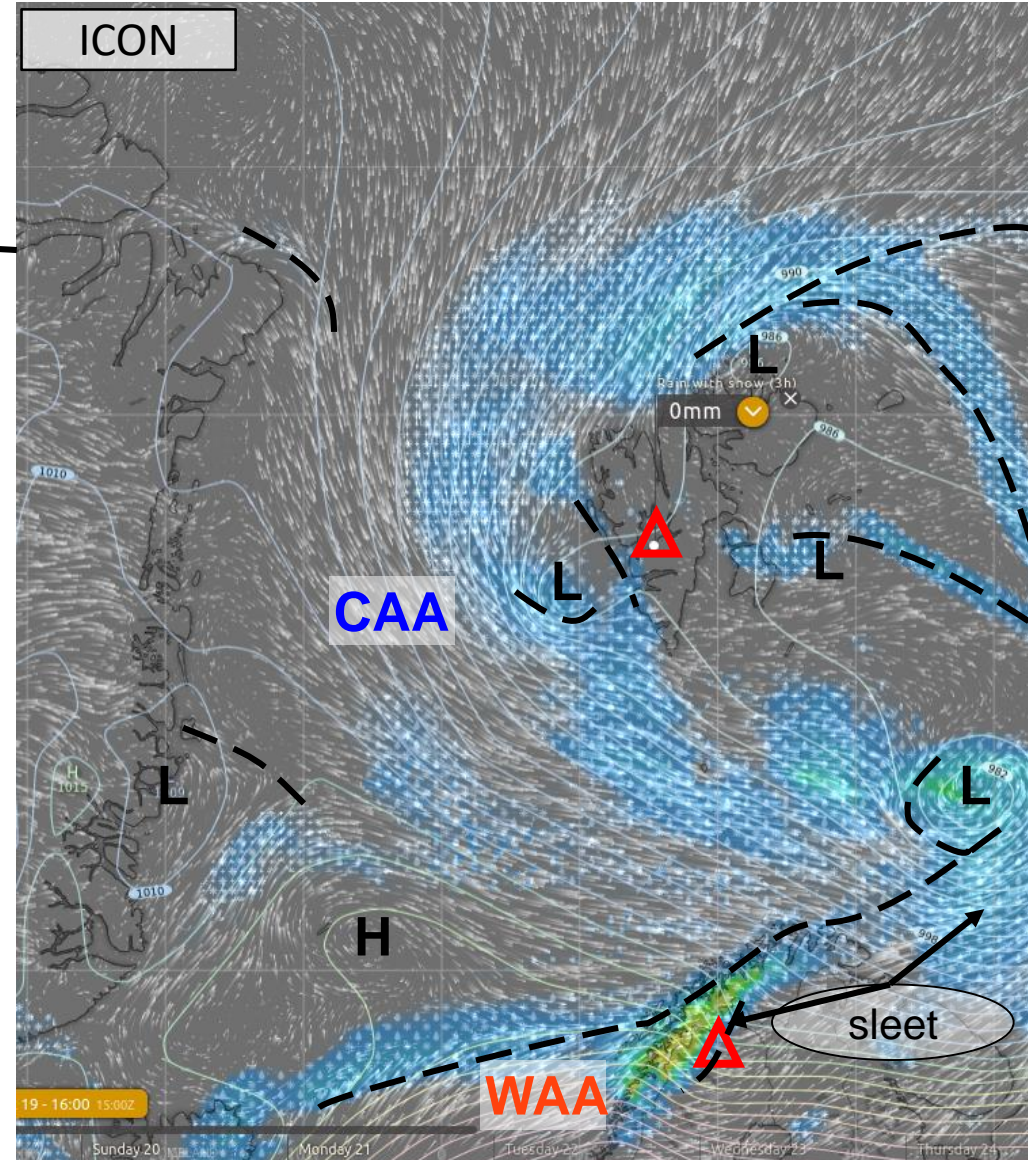 ICON
990
986
L
Rain with snow (3h)
0mm
986
1010
L
L
CAA
982
H
1015
L
L
1010
H
998
sleet
WAA
19 - 16:00 15:00Z
Sunday 20
Monday 21
Tuesday 22
Wednesday 23
Thursday 24